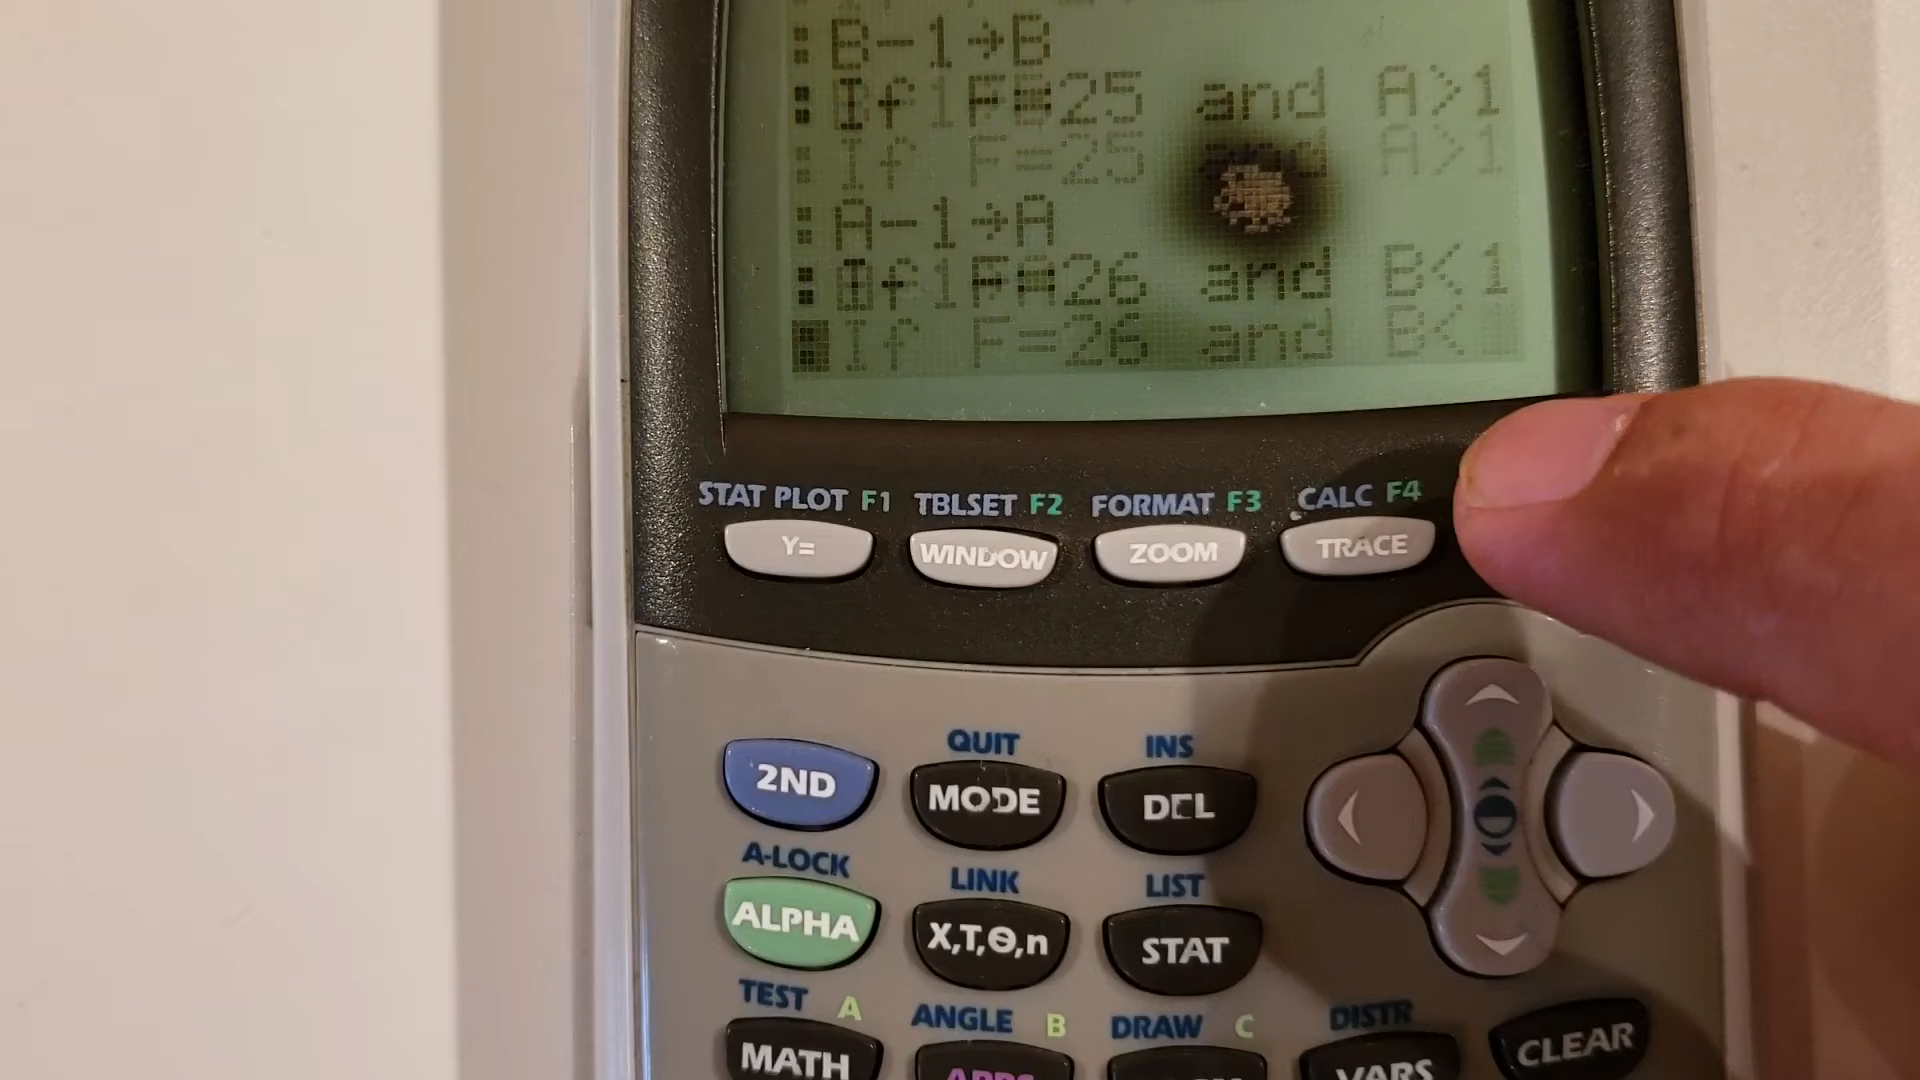 :B-1→B
:If F=25 and A>1
:If F=25 and A>1
:A-1→A
:If F=26 and B<1
If F=26 and B<
STAT PLOT F1 TBLSET F2 FORMAT F3 CALC F4
Y= WINDOW ZOOM TRACE
QUIT INS
2ND MODE DEL
A-LOCK LINK LIST
ALPHA X,T,Θ,n STAT
TEST A ANGLE B DRAW C DISTR
MATH APPS VARS CLEAR